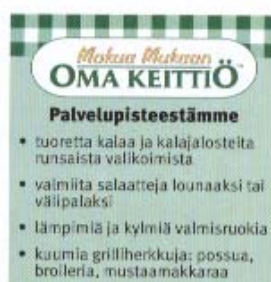 Makua Mukaan
OMA KEITTIÖ™
Palvelupisteestämme
• tuoretta kalaa ja kalajalosteita
runsaista valikoimista
• valmiita salaatteja lounaaksi tai
välipalaksi
• lämpimiä ja kylmiä valmisruokia
• kuumia grilliherkkuja: possua,
broileria, mustaamakkaraa